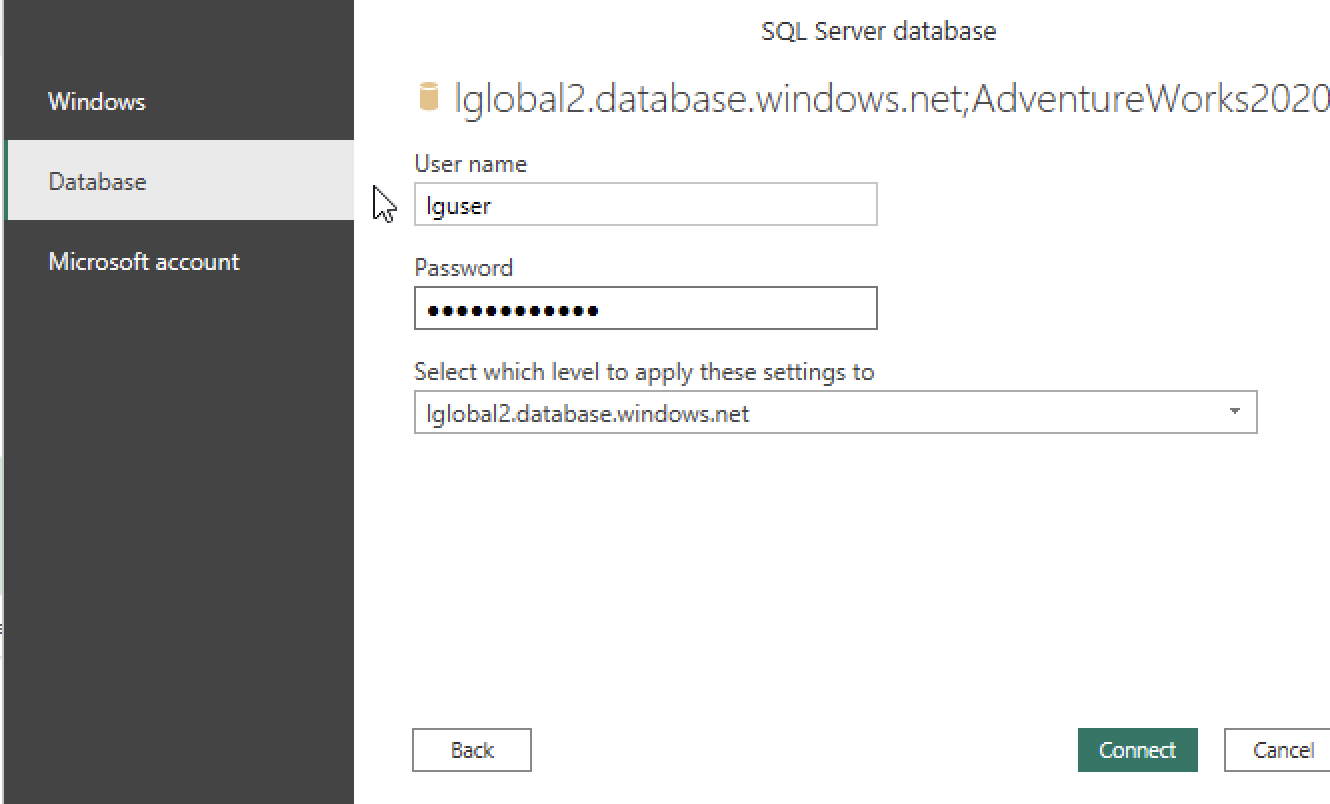 SQL Server database
Windows
Database
Microsoft account
lglobal2.database.windows.net;AdventureWorks2020
User name
lguser
Password
●●●●●●●●●●●●
Select which level to apply these settings to
lglobal2.database.windows.net
Back
Connect
Cancel